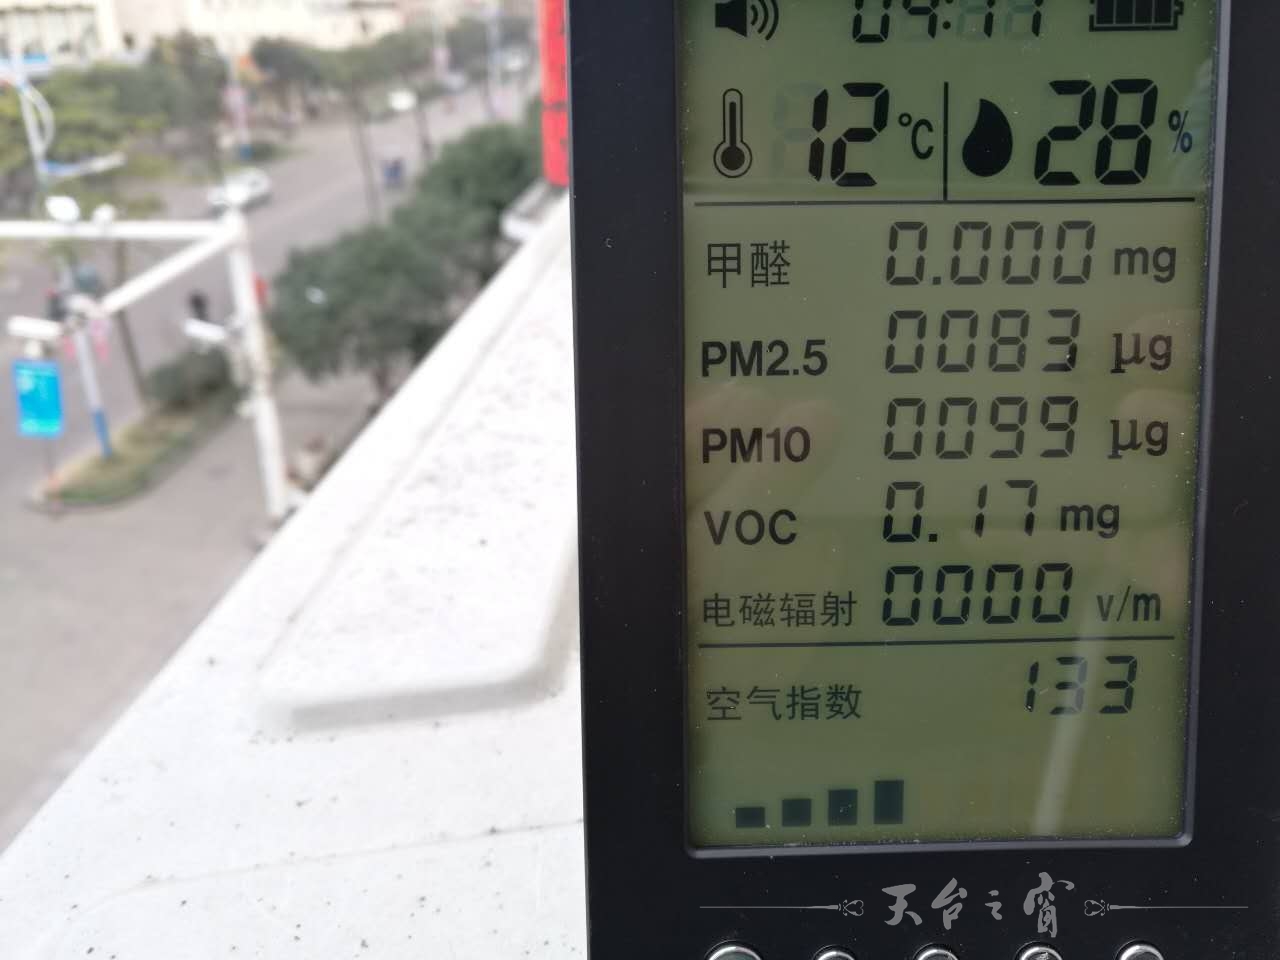 12 ℃ 28 %
甲醛 0.000 mg
PM2.5 0083 μg
PM10 0099 μg
VOC 0.17 mg
电磁辐射 0000 v/m
空气指数 133
天台之窗